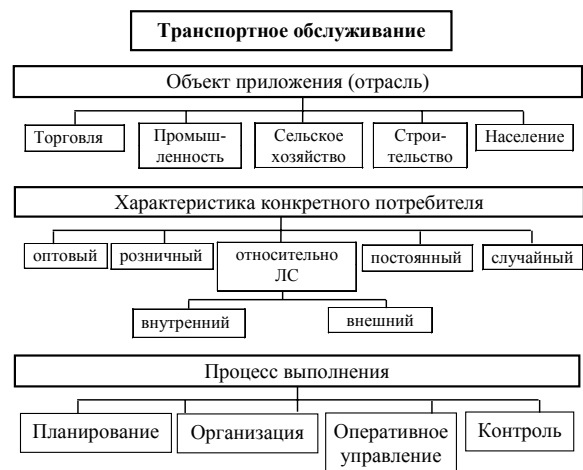 Транспортное обслуживание
Объект приложения (отрасль)
Торговля
Промыш-
ленность
Сельское
хозяйство
Строи-
тельство
Население
Характеристика конкретного потребителя
оптовый
розничный
относительно
ЛС
постоянный
случайный
внутренний
внешний
Процесс выполнения
Планирование
Организация
Оперативное
управление
Контроль